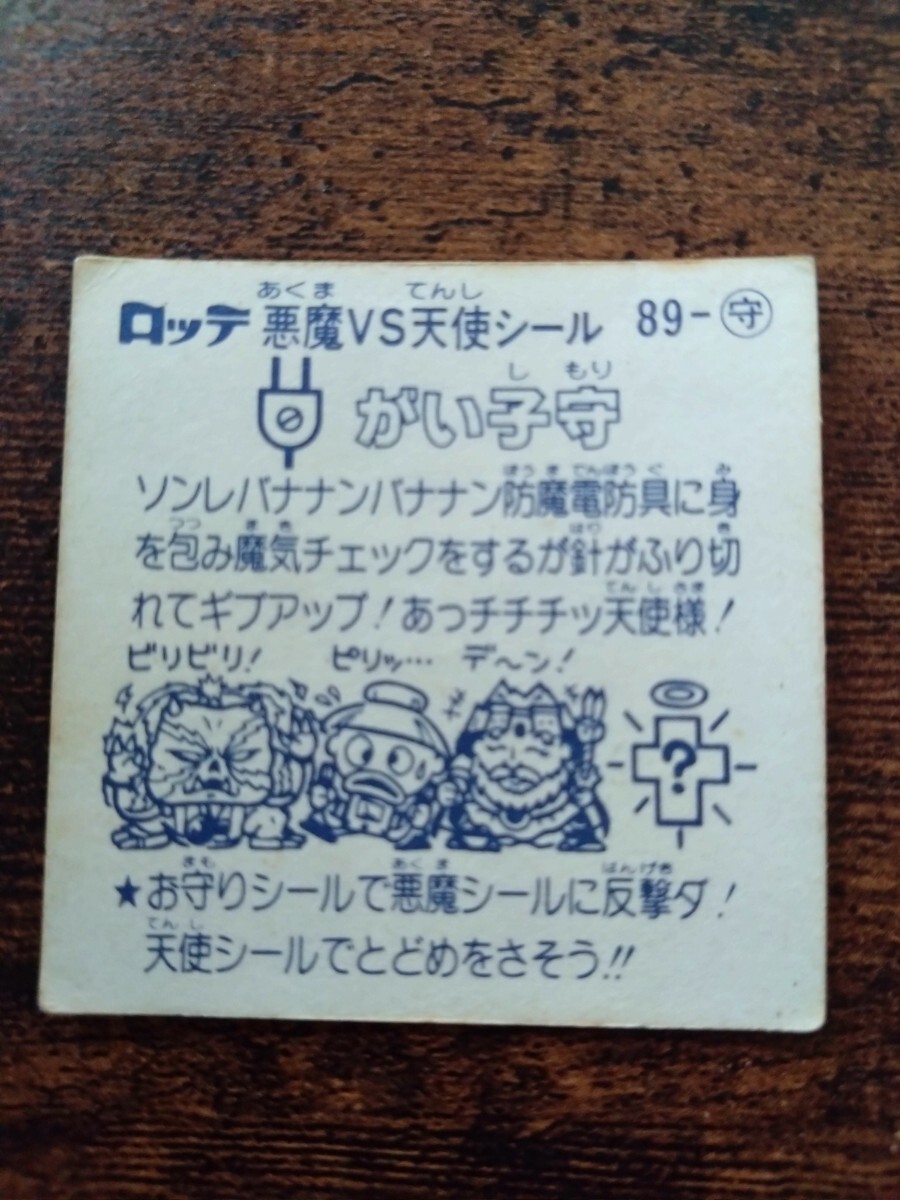 ロッテ 悪魔VS天使シール 89-㊢守
がい子守
ソンレバナナンバナナン防魔電防具に身
を包み魔気チェックをするが針がふり切
れてギブアップ！あっチチチッ天使様！
ビリビリ！ ピリッ… デ〜ン！
?
★お守りシールで悪魔シールに反撃ダ！
天使シールでとどめをさそう!!